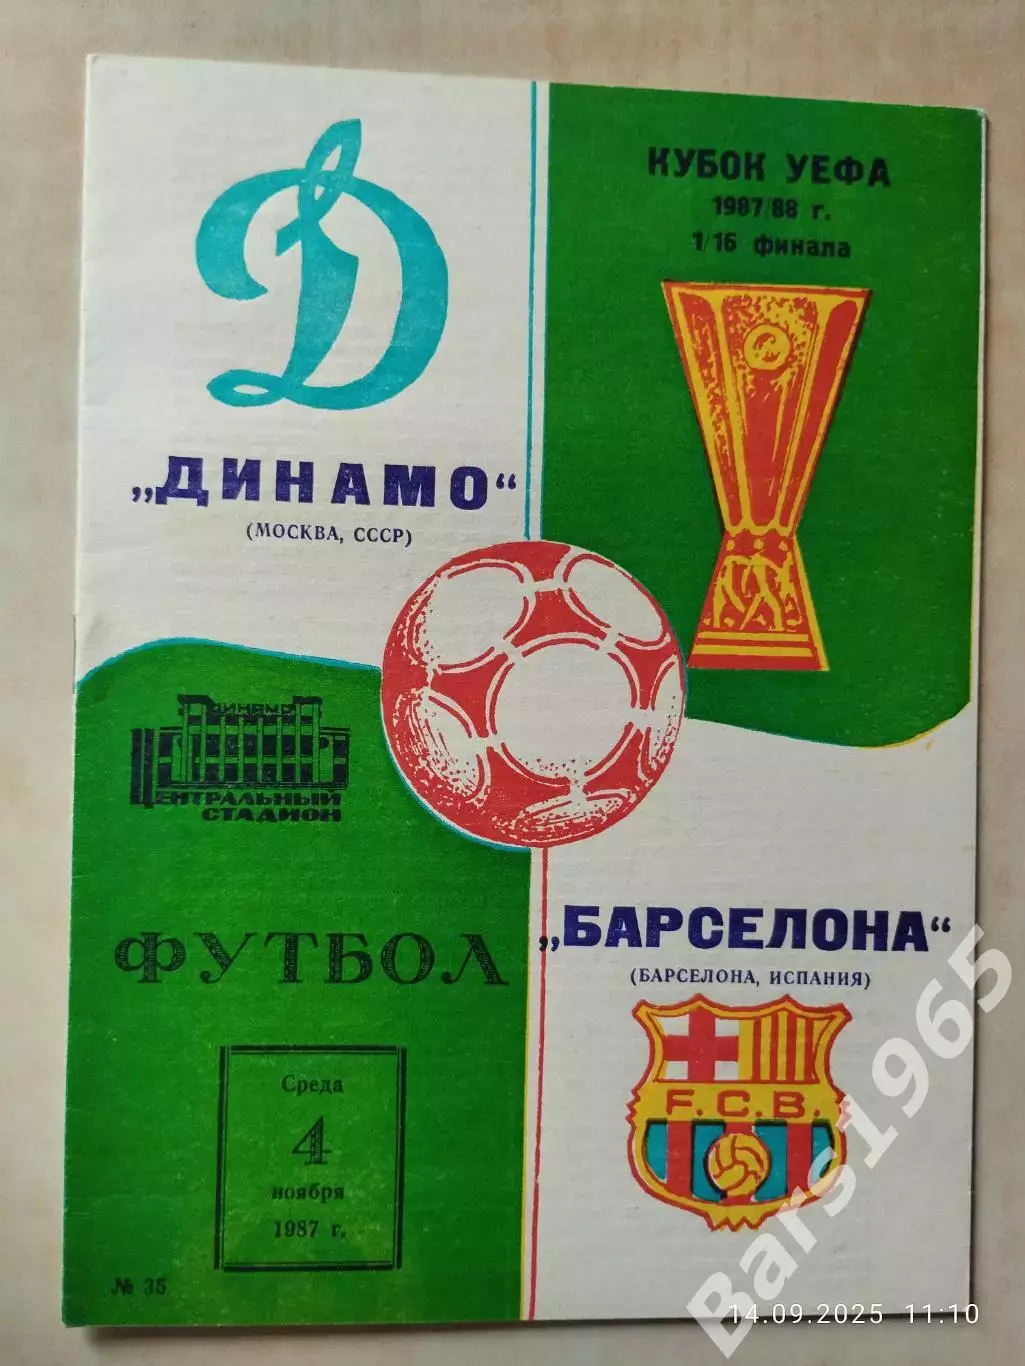 КУБОК УЕФА
1987/88 г.
1/16 финала
„ДИНАМО“
(МОСКВА, СССР)
ДИНАМО
ЦЕНТРАЛЬНЫЙ
СТАДИОН
ФУТБОЛ
„БАРСЕЛОНА“
(БАРСЕЛОНА, ИСПАНИЯ)
F.C.B.
Среда
4
ноября
1987 г.
№ 35
Bars1965
14.09.2025 11:10